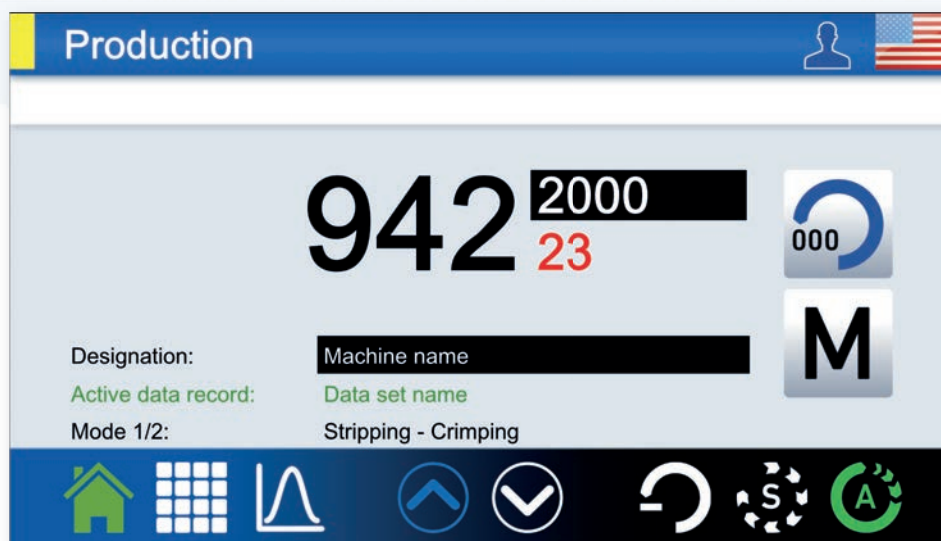 Production
942 2000
23
000
M
Designation: Machine name
Active data record: Data set name
Mode 1/2: Stripping - Crimping
S A